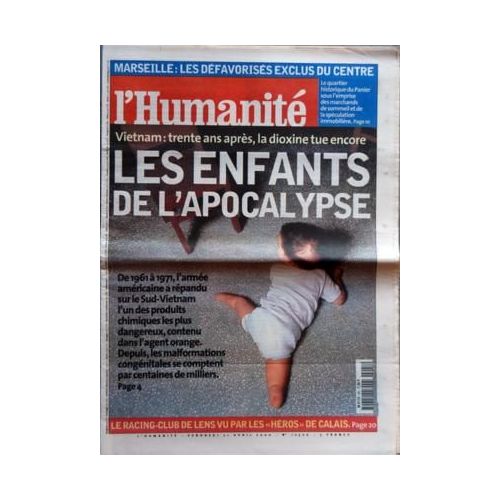 MARSEILLE : LES DÉFAVORISÉS EXCLUS DU CENTRE
l'Humanité
Le quartier
historique du Panier
sous l'emprise
des marchands
de sommeil et de
la spéculation
immobilière. Page 10
Vietnam : trente ans après, la dioxine tue encore
LES ENFANTS
DE L'APOCALYPSE
De 1961 à 1971, l'armée
américaine a répandu
sur le Sud-Vietnam
l'un des produits
chimiques les plus
dangereux, contenu
dans l'agent orange.
Depuis, les malformations
congénitales se comptent
par centaines de milliers.
Page 4
LE RACING-CLUB DE LENS VU PAR LES «HÉROS» DE CALAIS. Page 20
L'HUMANITÉ - VENDREDI 21 AVRIL 2000